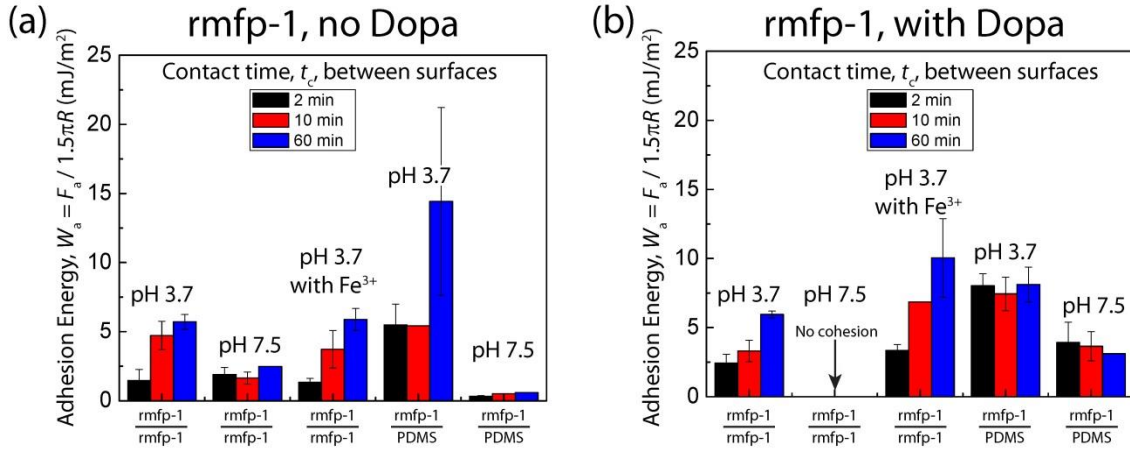 (a)
rmfp-1, no Dopa
Adhesion Energy, Wₐ = Fₐ / 1.5πR (mJ/m²)
25
20
15
10
5
0
Contact time, t꜀, between surfaces
2 min
10 min
60 min
pH 3.7
pH 7.5
pH 3.7
with Fe³⁺
pH 3.7
pH 7.5
rmfp-1
rmfp-1
rmfp-1
rmfp-1
rmfp-1
rmfp-1
rmfp-1
PDMS
rmfp-1
PDMS
(b)
rmfp-1, with Dopa
Adhesion Energy, Wₐ = Fₐ / 1.5πR (mJ/m²)
25
20
15
10
5
0
Contact time, t꜀, between surfaces
2 min
10 min
60 min
pH 3.7
pH 7.5
No cohesion
pH 3.7
with Fe³⁺
pH 3.7
pH 7.5
rmfp-1
rmfp-1
rmfp-1
rmfp-1
rmfp-1
rmfp-1
rmfp-1
PDMS
rmfp-1
PDMS